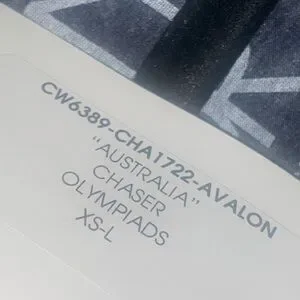 CW6389-CHA1722-AVALON
"AUSTRALIA"
CHASER
OLYMPIADS
XS-L